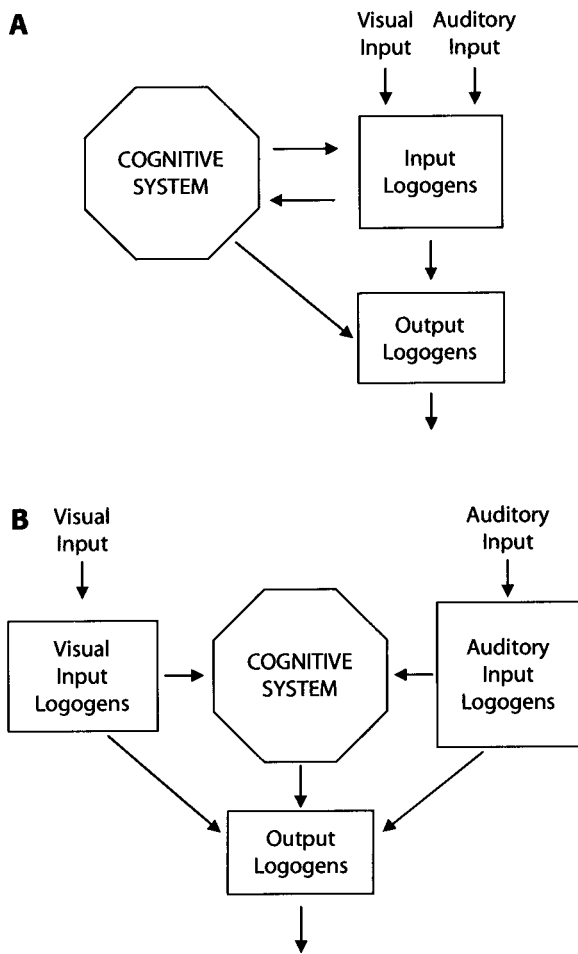 A
Visual
Input
Auditory
Input
COGNITIVE
SYSTEM
Input
Logogens
Output
Logogens
B
Visual
Input
Auditory
Input
Visual
Input
Logogens
COGNITIVE
SYSTEM
Auditory
Input
Logogens
Output
Logogens